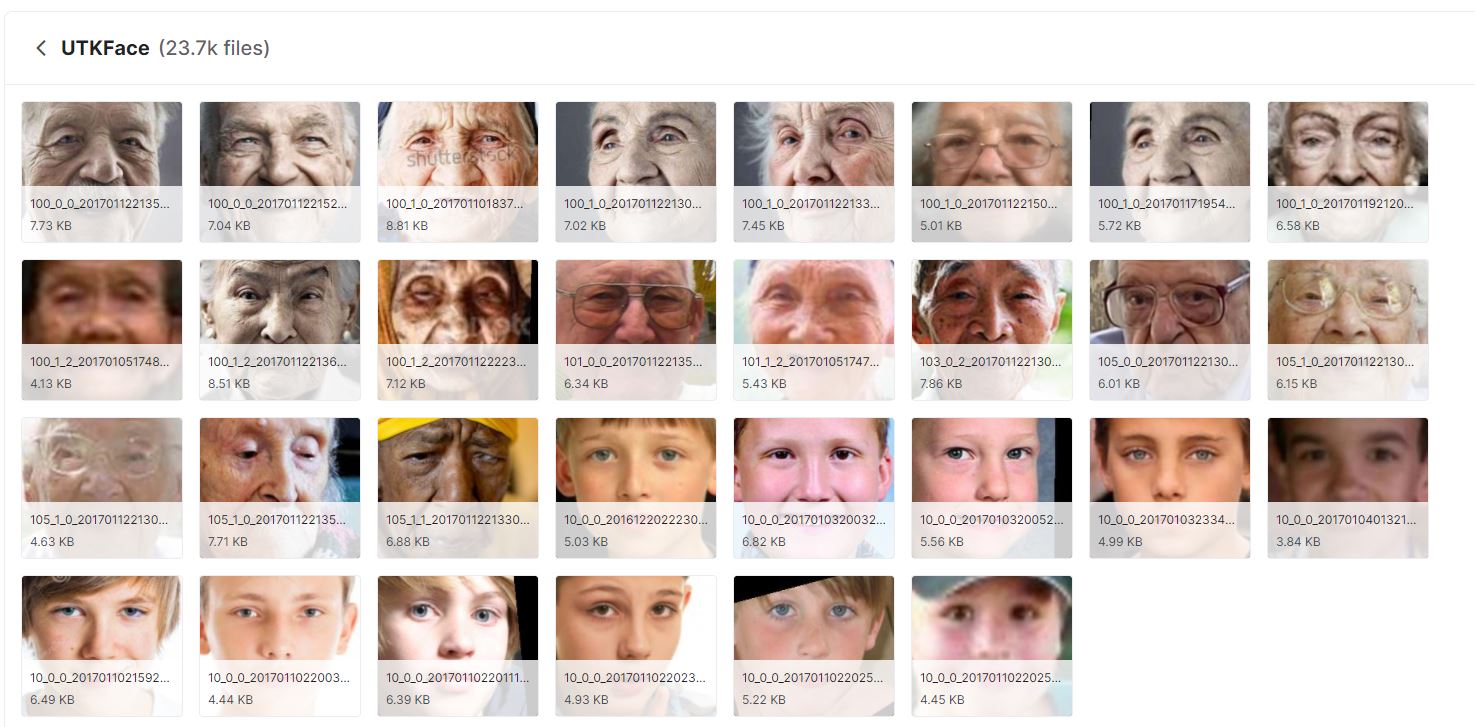 UTKFace (23.7k files)
100_0_0_201701122135...
7.73 KB
100_0_0_201701122152...
7.04 KB
shutterstock
100_1_0_201701101837...
8.81 KB
100_1_0_201701122130...
7.02 KB
100_1_0_201701122133...
7.45 KB
100_1_0_201701122150...
5.01 KB
100_1_0_201701171954...
5.72 KB
100_1_0_201701192120...
6.58 KB
100_1_2_201701051748...
4.13 KB
100_1_2_201701122136...
8.51 KB
100_1_2_201701122223...
7.12 KB
101_0_0_201701122135...
6.34 KB
101_1_2_201701051747...
5.43 KB
103_0_2_201701122130...
7.86 KB
105_0_0_201701122130...
6.01 KB
105_1_0_201701122130...
6.15 KB
105_1_0_201701122130...
4.63 KB
105_1_0_201701122135...
7.71 KB
105_1_1_2017011221330...
6.88 KB
10_0_0_2016122022230...
5.03 KB
10_0_0_2017010320032...
6.82 KB
10_0_0_2017010320052...
5.56 KB
10_0_0_201701032334...
4.99 KB
10_0_0_2017010401321...
3.84 KB
10_0_0_201701021592...
6.49 KB
10_0_0_2017011022003...
4.44 KB
10_0_0_20170110220111...
6.39 KB
10_0_0_2017011022023...
4.93 KB
10_0_0_2017011022025...
5.22 KB
10_0_0_2017011022025...
4.45 KB